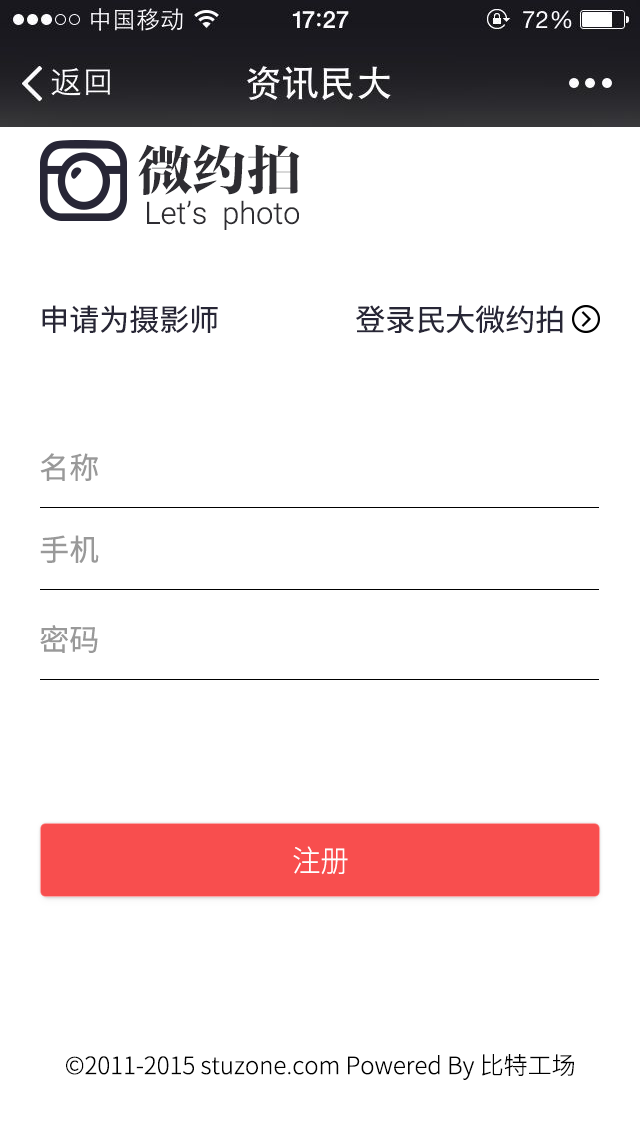 中国移动 17:27 72%
返回 资讯民大
微约拍
Let's photo
申请为摄影师 登录民大微约拍
名称
手机
密码
注册
©2011-2015 stuzone.com Powered By 比特工场